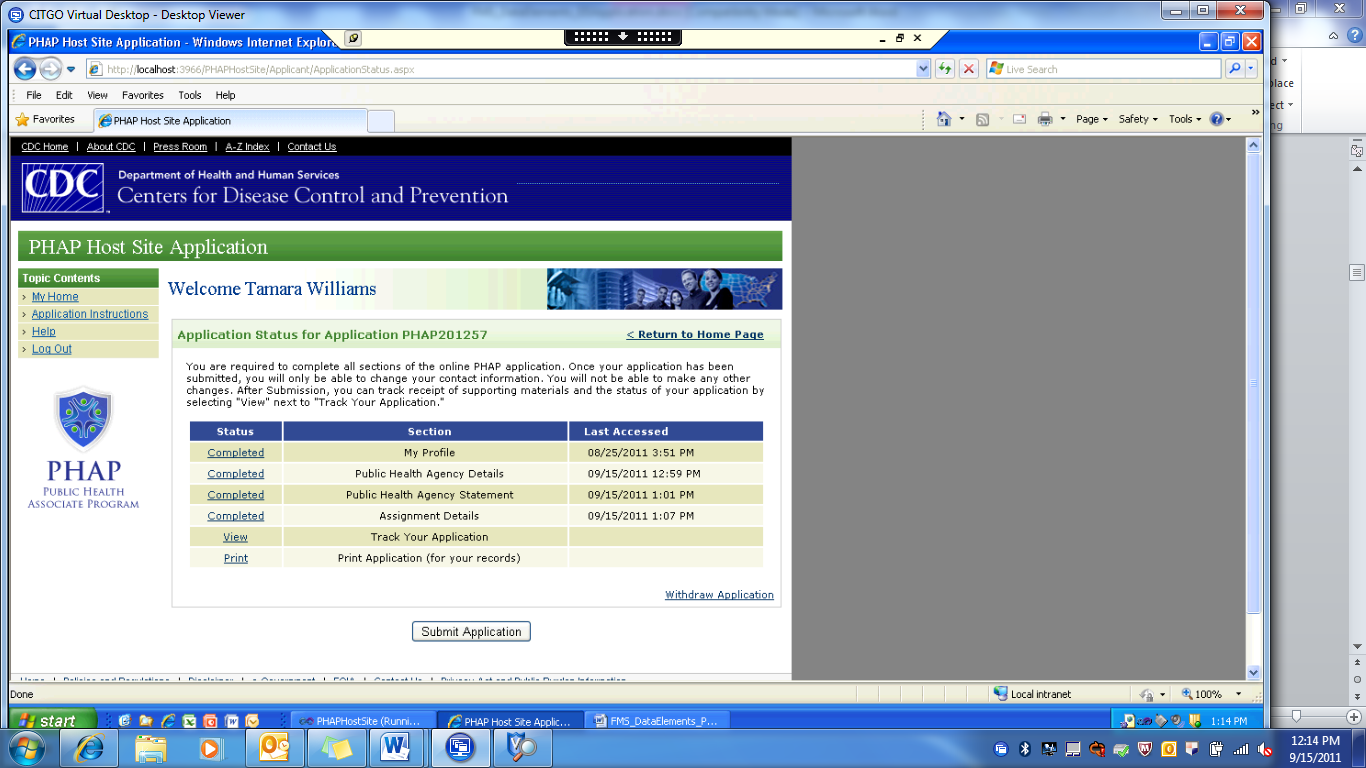 CITGO Virtual Desktop - Desktop Viewer
PHAP Host Site Application - Windows Internet Explor
http://localhost:3966/PHAPHostSite/Applicant/ApplicationStatus.aspx
Live Search
File Edit View Favorites Tools Help
Favorites
PHAP Host Site Application
Page Safety Tools
CDC Home | About CDC | Press Room | A-Z Index | Contact Us
CDC
Department of Health and Human Services
Centers for Disease Control and Prevention
PHAP Host Site Application
Topic Contents
My Home
Application Instructions
Help
Log Out
PHAP
PUBLIC HEALTH
ASSOCIATE PROGRAM
Welcome Tamara Williams
Application Status for Application PHAP201257
< Return to Home Page
You are required to complete all sections of the online PHAP application. Once your application has been
submitted, you will only be able to change your contact information. You will not be able to make any other
changes. After Submission, you can track receipt of supporting materials and the status of your application by
selecting "View" next to "Track Your Application."
Status Section Last Accessed
Completed My Profile 08/25/2011 3:51 PM
Completed Public Health Agency Details 09/15/2011 12:59 PM
Completed Public Health Agency Statement 09/15/2011 1:01 PM
Completed Assignment Details 09/15/2011 1:07 PM
View Track Your Application
Print Print Application (for your records)
Withdraw Application
Submit Application
Done
Local intranet
100%
start
PHAPHostSite (Runni...
PHAP Host Site Applic...
FMS_DataElements_P...
1:14 PM
12:14 PM
9/15/2011